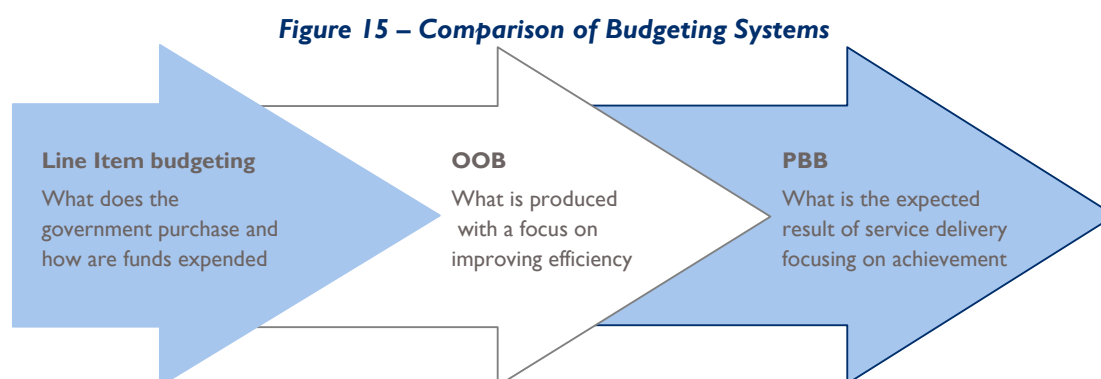 Figure 15 – Comparison of Budgeting Systems
Line Item budgeting
What does the
government purchase and
how are funds expended
OOB
What is produced
with a focus on
improving efficiency
PBB
What is the expected
result of service delivery
focusing on achievement